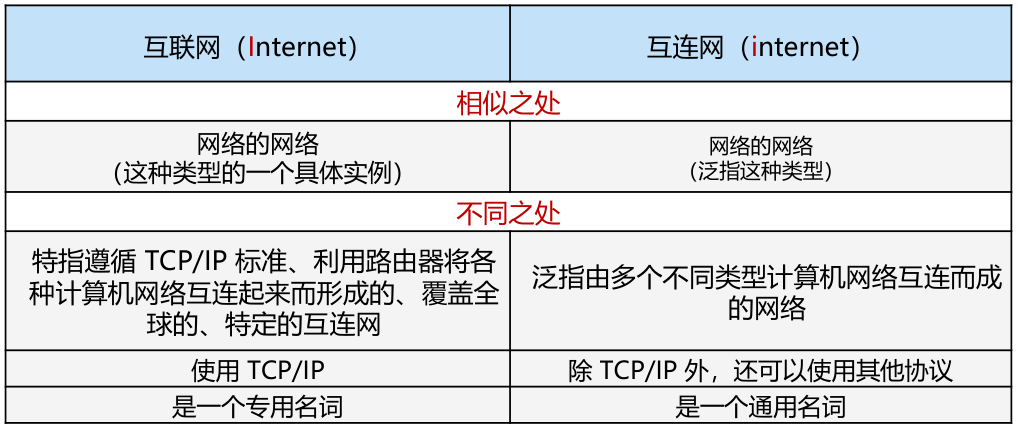 互联网（Internet）
互连网（internet）
相似之处
网络的网络
（这种类型的一个具体实例）
网络的网络
（泛指这种类型）
不同之处
特指遵循 TCP/IP 标准、利用路由器将各
种计算机网络互连起来而形成的、覆盖全
球的、特定的互连网
泛指由多个不同类型计算机网络互连而成
的网络
使用 TCP/IP
除 TCP/IP 外，还可以使用其他协议
是一个专用名词
是一个通用名词